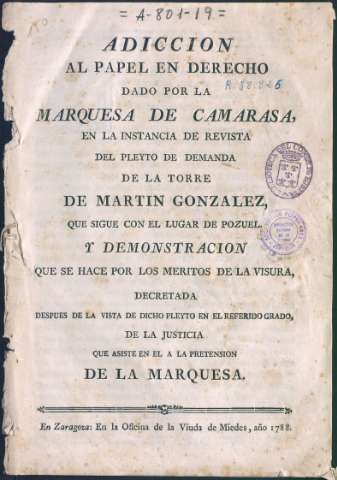 = A-801-19 =
ADICCION
AL PAPEL EN DERECHO
DADO POR LA
MARQUESA DE CAMARASA,
EN LA INSTANCIA DE REVISTA
DEL PLEYTO DE DEMANDA
DE LA TORRE
DE MARTIN GONZALEZ,
QUE SIGUE CON EL LUGAR DE POZUEL.
Y DEMONSTRACION
QUE SE HACE POR LOS MERITOS DE LA VISURA,
DECRETADA
DESPUES DE LA VISTA DE DICHO PLEYTO EN EL REFERIDO GRADO,
DE LA JUSTICIA
QUE ASISTE EN EL A LA PRETENSION
DE LA MARQUESA.
En Zaragoza: En la Oficina de la Viuda de Miedes, año 1788.